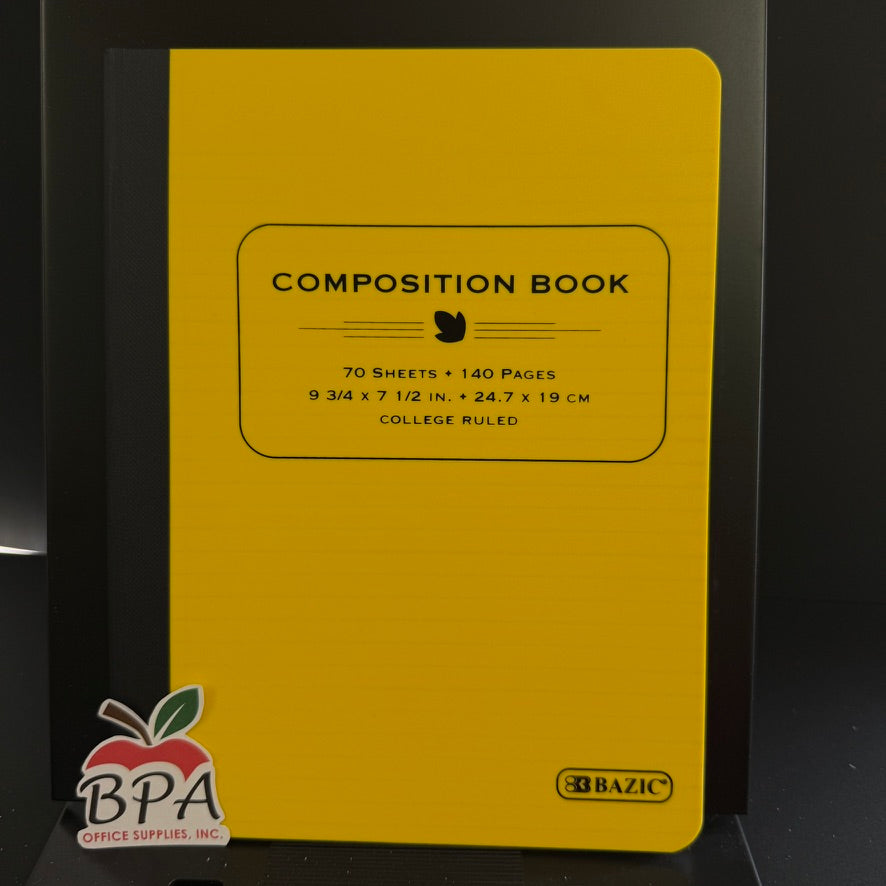 COMPOSITION BOOK
70 SHEETS + 140 PAGES
9 3/4 X 7 1/2 IN. + 24.7 X 19 CM
COLLEGE RULED
BAZIC
BPA
OFFICE SUPPLIES, INC.